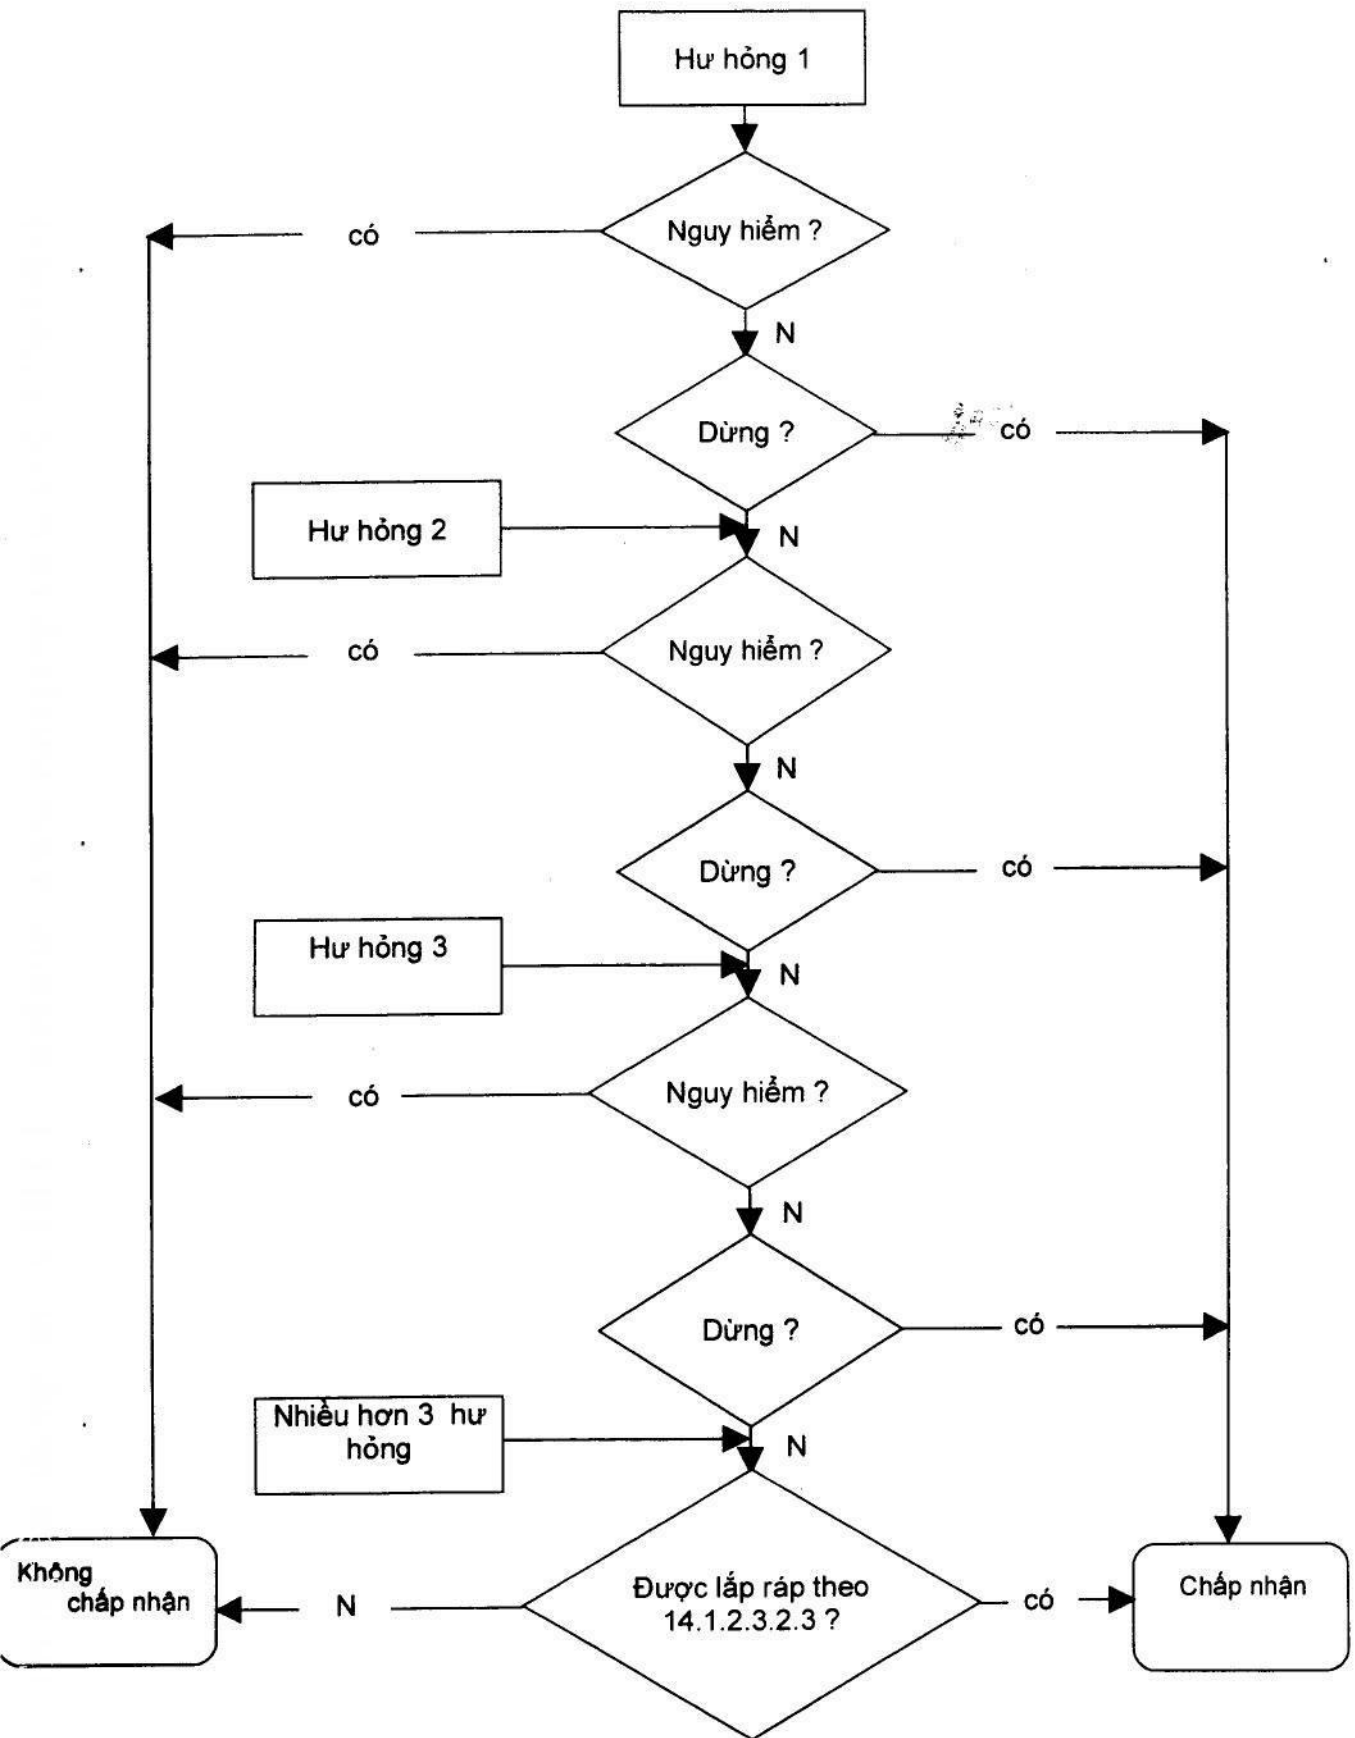 Hư hỏng 1
Nguy hiểm ?
có
N
Dừng ?
có
Hư hỏng 2
N
Nguy hiểm ?
có
N
Dừng ?
có
Hư hỏng 3
N
Nguy hiểm ?
có
N
Dừng ?
có
Nhiều hơn 3 hư
hỏng
N
Không
chấp nhận
N
Được lắp ráp theo
14.1.2.3.2.3 ?
có
Chấp nhận